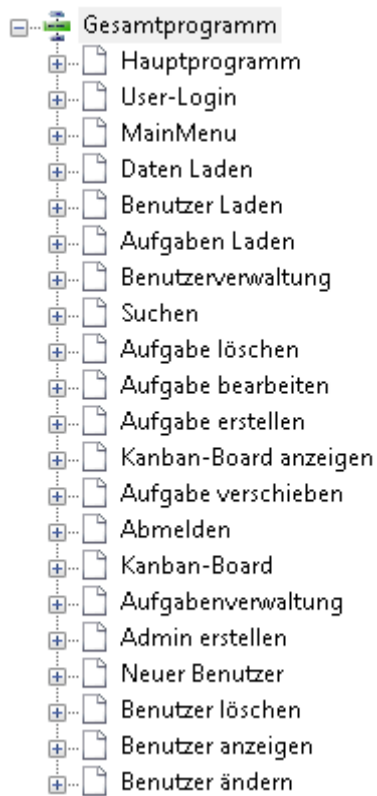 Gesamtprogramm
Hauptprogramm
User-Login
MainMenu
Daten Laden
Benutzer Laden
Aufgaben Laden
Benutzerverwaltung
Suchen
Aufgabe löschen
Aufgabe bearbeiten
Aufgabe erstellen
Kanban-Board anzeigen
Aufgabe verschieben
Abmelden
Kanban-Board
Aufgabenverwaltung
Admin erstellen
Neuer Benutzer
Benutzer löschen
Benutzer anzeigen
Benutzer ändern